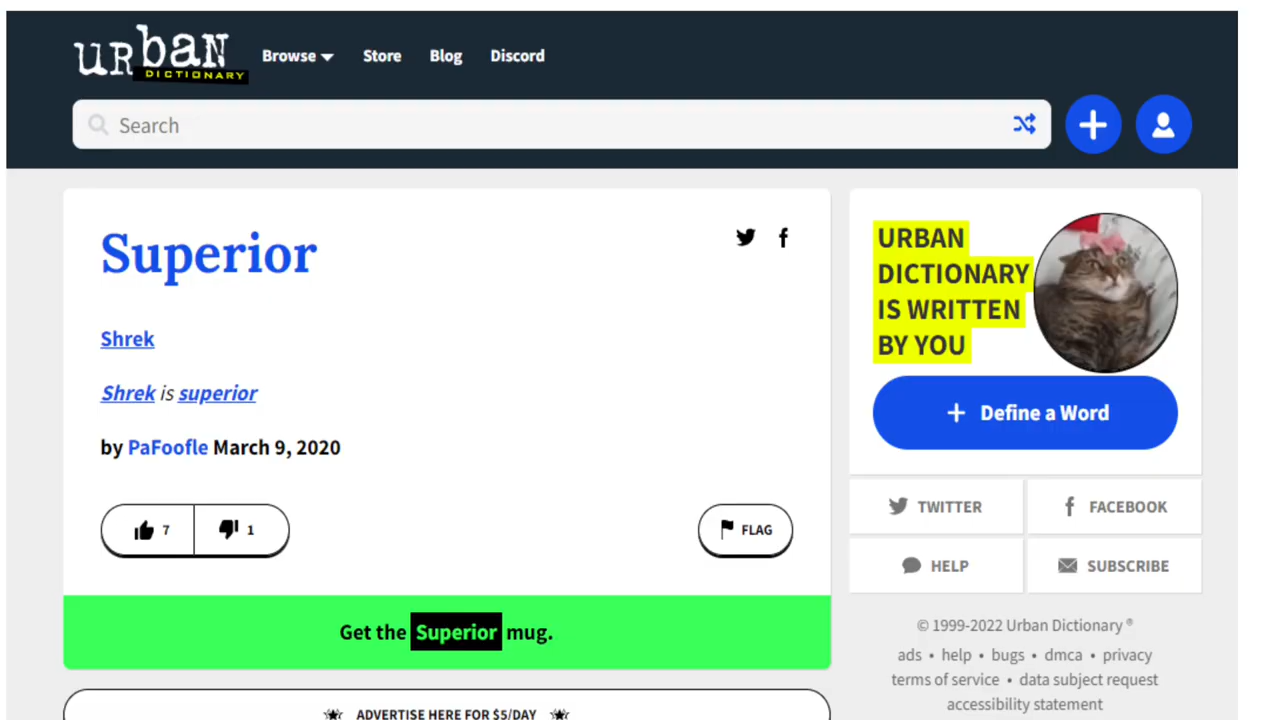 urban
DICTIONARY
Browse Store Blog Discord
Search
Superior
Shrek
Shrek is superior
by PaFoofle March 9, 2020
7 1 FLAG
Get the Superior mug.
ADVERTISE HERE FOR $5/DAY
URBAN
DICTIONARY
IS WRITTEN
BY YOU
+ Define a Word
TWITTER FACEBOOK
HELP SUBSCRIBE
© 1999-2022 Urban Dictionary ®
ads • help • bugs • dmca • privacy
terms of service • data subject request
accessibility statement